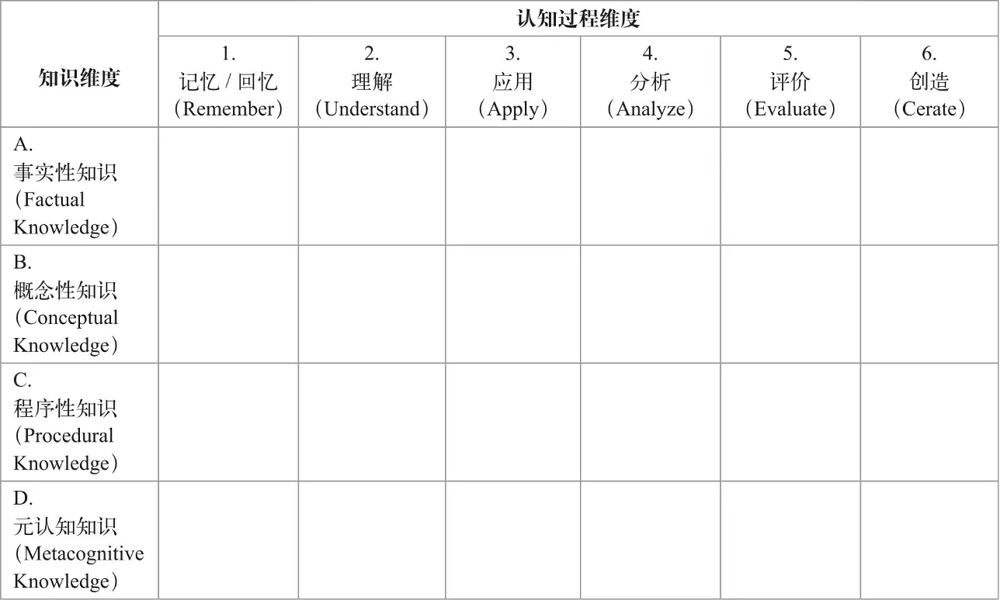 知识维度
认知过程维度
1.
记忆 / 回忆
（Remember）
2.
理解
（Understand）
3.
应用
（Apply）
4.
分析
（Analyze）
5.
评价
（Evaluate）
6.
创造
（Cerate）
A.
事实性知识
（Factual
Knowledge）
B.
概念性知识
（Conceptual
Knowledge）
C.
程序性知识
（Procedural
Knowledge）
D.
元认知知识
（Metacognitive
Knowledge）